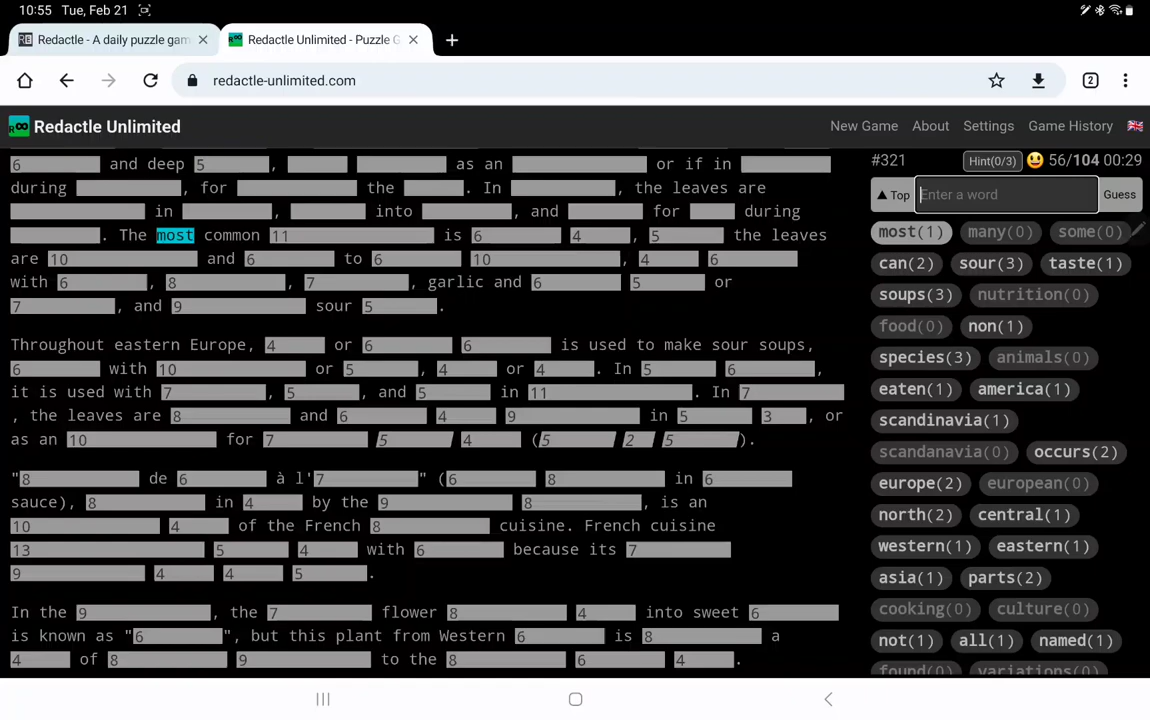 10:55 Tue, Feb 21
Redactle - A daily puzzle gam
Redactle Unlimited - Puzzle G
redactle-unlimited.com
2
R∞ Redactle Unlimited
New Game About Settings Game History
6 and deep 5 as an or if in
during , for the . In , the leaves are
in , into , and for during
. The most common 11 is 6 4 , 5 the leaves
are 10 and 6 to 6 10 , 4 6
with 6 , 8 , 7 , garlic and 6 5 or
7 , and 9 sour 5 .
Throughout eastern Europe, 4 or 6 6 is used to make sour soups,
6 with 10 or 5 , 4 or 4 . In 5 6 ,
it is used with 7 , 5 , and 5 in 11 . In 7
, the leaves are 8 and 6 4 9 in 5 3 , or
as an 10 for 7 5 4 ( 5 2 5 ).
"8 de 6 à l'7 " ( 6 8 in 6
sauce), 8 in 4 by the 9 8 , is an
10 4 of the French 8 cuisine. French cuisine
13 5 4 with 6 because its 7
9 4 4 5 .
In the 9 , the 7 flower 8 4 into sweet 6
is known as "6 ", but this plant from Western 6 is 8 a
4 of 8 9 to the 8 6 4 .
#321 Hint(0/3) 56/104 00:29
▲ Top Enter a word Guess
most(1) many(0) some(0)
can(2) sour(3) taste(1)
soups(3) nutrition(0)
food(0) non(1)
species(3) animals(0)
eaten(1) america(1)
scandinavia(1)
scandanavia(0) occurs(2)
europe(2) european(0)
north(2) central(1)
western(1) eastern(1)
asia(1) parts(2)
cooking(0) culture(0)
not(1) all(1) named(1)
found(0) variations(0)